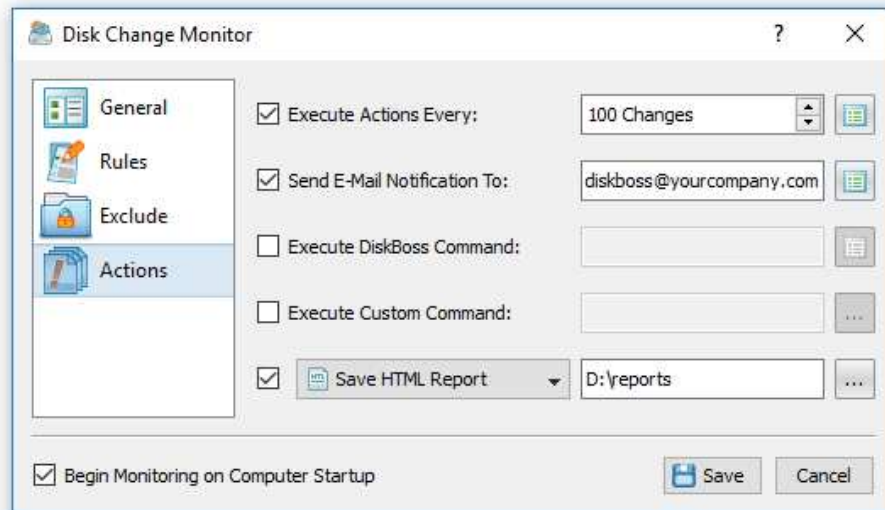 Disk Change Monitor
General
Rules
Exclude
Actions
Execute Actions Every: 100 Changes
Send E-Mail Notification To: diskboss@yourcompany.com
Execute DiskBoss Command:
Execute Custom Command: ...
Save HTML Report D:\reports ...
Begin Monitoring on Computer Startup Save Cancel